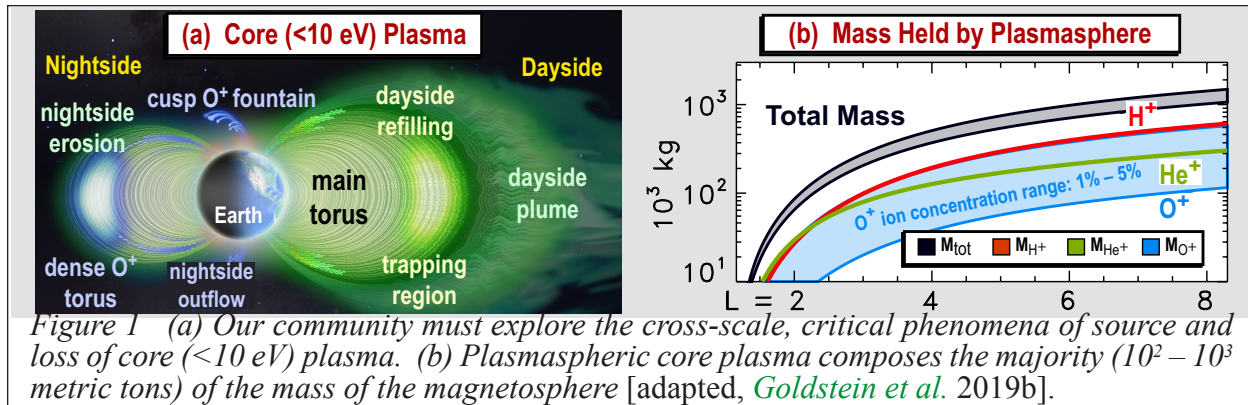 (a) Core (<10 eV) Plasma
Nightside
Dayside
cusp O⁺ fountain
nightside
erosion
dayside
refilling
Earth
main
torus
dayside
plume
dense O⁺
torus
nightside
outflow
trapping
region
(b) Mass Held by Plasmasphere
10³ kg
10³
10²
10¹
Total Mass
H⁺
He⁺
O⁺ ion concentration range: 1% – 5%
O⁺
M_tot M_H⁺ M_He⁺ M_O⁺
L = 2 4 6 8
Figure 1 (a) Our community must explore the cross-scale, critical phenomena of source and
loss of core (<10 eV) plasma. (b) Plasmaspheric core plasma composes the majority (10² – 10³
metric tons) of the mass of the magnetosphere [adapted, Goldstein et al. 2019b].